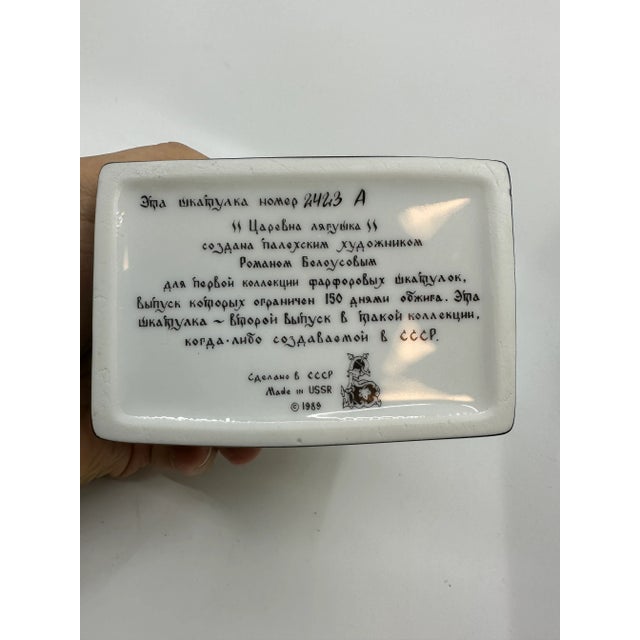 Эта шкатулка номер 2423 А
"Царевна лягушка"
создана палехским художником
Романом Белоусовым
для первой коллекции фарфоровых шкатулок,
выпуск которых ограничен 150 днями обжига. Эта
шкатулка – второй выпуск в такой коллекции,
когда-либо создаваемой в СССР.
Сделано в СССР
Made in USSR
© 1989